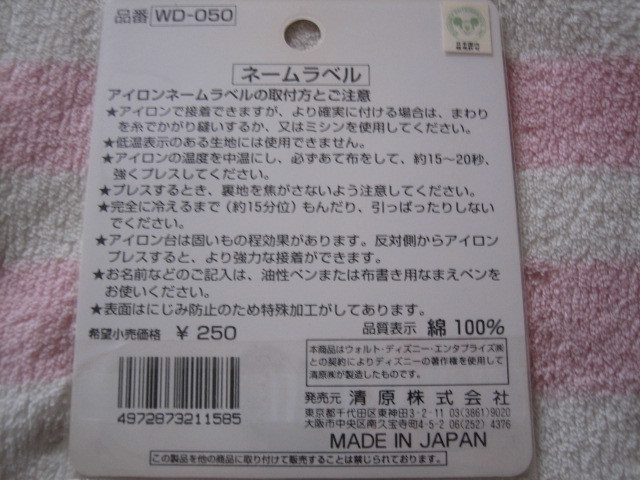 品番 WD-050
ネームラベル
アイロンネームラベルの取付方とご注意
★アイロンで接着できますが、より確実に付ける場合は、まわり
を糸でかがり縫いするか、又はミシンを使用してください。
★低温表示のある生地には使用できません。
★アイロンの温度を中温にし、必ずあて布をして、約15～20秒、
強くプレスしてください。
★プレスするとき、裏地を焦がさないよう注意してください。
★完全に冷えるまで（約15分位）もんだり、引っぱったりしない
でください。
★アイロン台は固いもの程効果があります。反対側からアイロン
プレスすると、より強力な接着ができます。
★お名前などのご記入は、油性ペンまたは布書き用なまえペンを
お使いください。
★表面はにじみ防止のため特殊加工がしてあります。
希望小売価格 ￥250
品質表示 綿 100%
本商品はウォルト・ディズニー・エンタプライズ㈱
との契約によりディズニーの著作権を使用して
清原㈱が製造したものです。
4972873211585
発売元 清原株式会社
東京都千代田区東神田3-2-11 03(3861)9020
大阪市中央区南久宝寺町4-5-2 06(252)4376
MADE IN JAPAN
この製品を他の商品に取り付けて販売することは禁じられております。